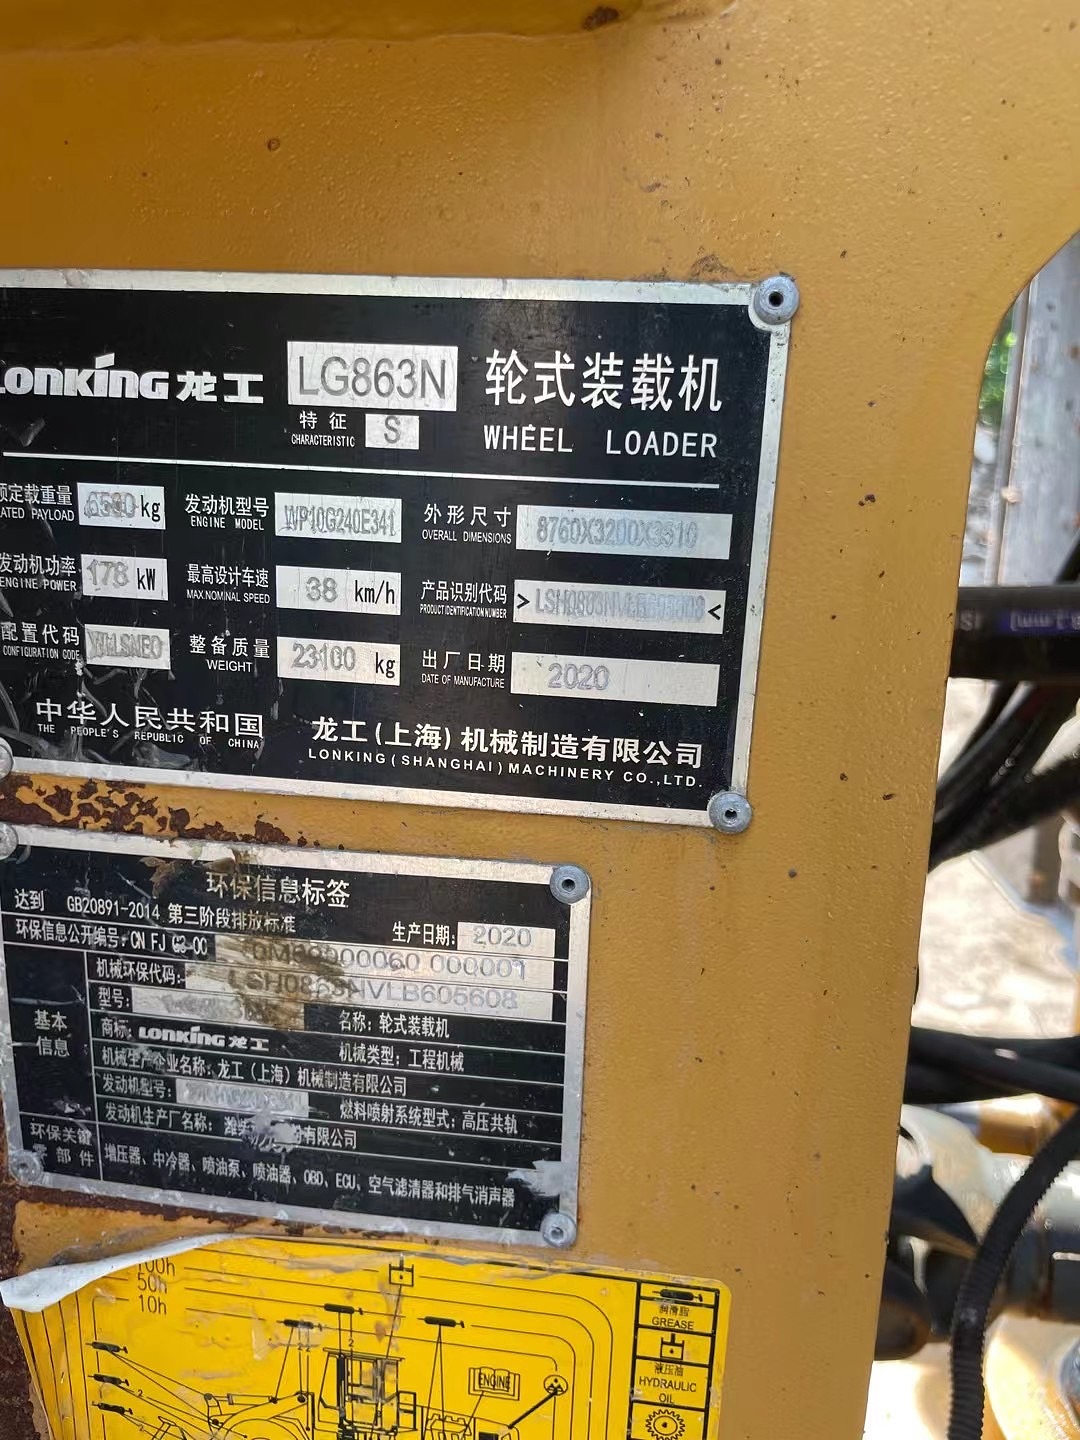 LONKING 龙工 LG863N 轮式装载机
特征 S
CHARACTERISTIC
WHEEL LOADER
额定载重量 kg 发动机型号 WP10G240E341 外形尺寸
RATED PAYLOAD ENGINE MODEL OVERALL DIMENSIONS
发动机功率 178 kW 最高设计车速 38 km/h 产品识别代码 > <
ENGINE POWER MAX.NOMINAL SPEED PRODUCT IDENTIFICATION NUMBER
配置代码 整备质量 23100 kg 出厂日期 2020
CONFIGURATION CODE WEIGHT DATE OF MANUFACTURE
中华人民共和国 龙工(上海)机械制造有限公司
THE PEOPLE'S REPUBLIC OF CHINA LONKING(SHANGHAI)MACHINERY CO.,LTD.
环保信息标签
达到 GB20891-2014 第三阶段排放标准
生产日期: 2020
环保信息公开编号: CN FJ G3 00 000001
机械环保代码: LSH0863NVLB605608
型号: 名称: 轮式装载机
基本信息
商标: LONKING 龙工 机械类型: 工程机械
机械生产企业名称: 龙工(上海)机械制造有限公司
发动机型号: 燃料喷射系统型式: 高压共轨
发动机生产厂名称: 有限公司
环保关键零部件
增压器、中冷器、喷油泵、喷油器、OBD、ECU、空气滤清器和排气消声器
100h
50h
10h
润滑脂
GREASE
液压油
HYDRAULIC
OIL
ENGINE